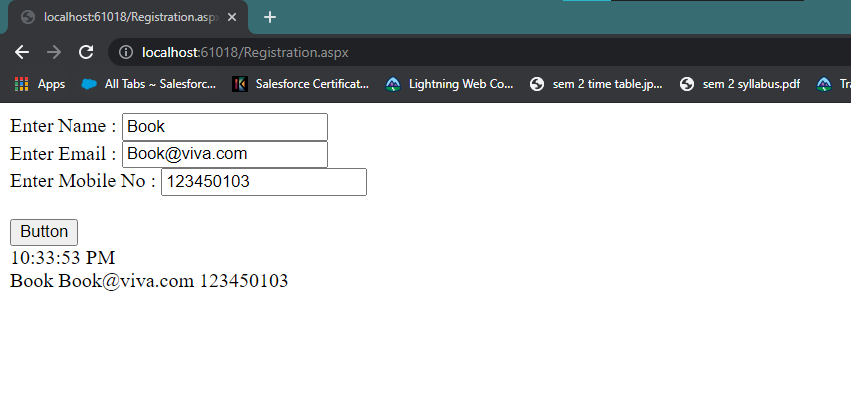 localhost:61018/Registration.asp
localhost:61018/Registration.aspx
Apps All Tabs ~ Salesforc... Salesforce Certificat... Lightning Web Co... sem 2 time table.jp... sem 2 syllabus.pdf Tr
Enter Name : Book
Enter Email : Book@viva.com
Enter Mobile No : 123450103
Button
10:33:53 PM
Book Book@viva.com 123450103